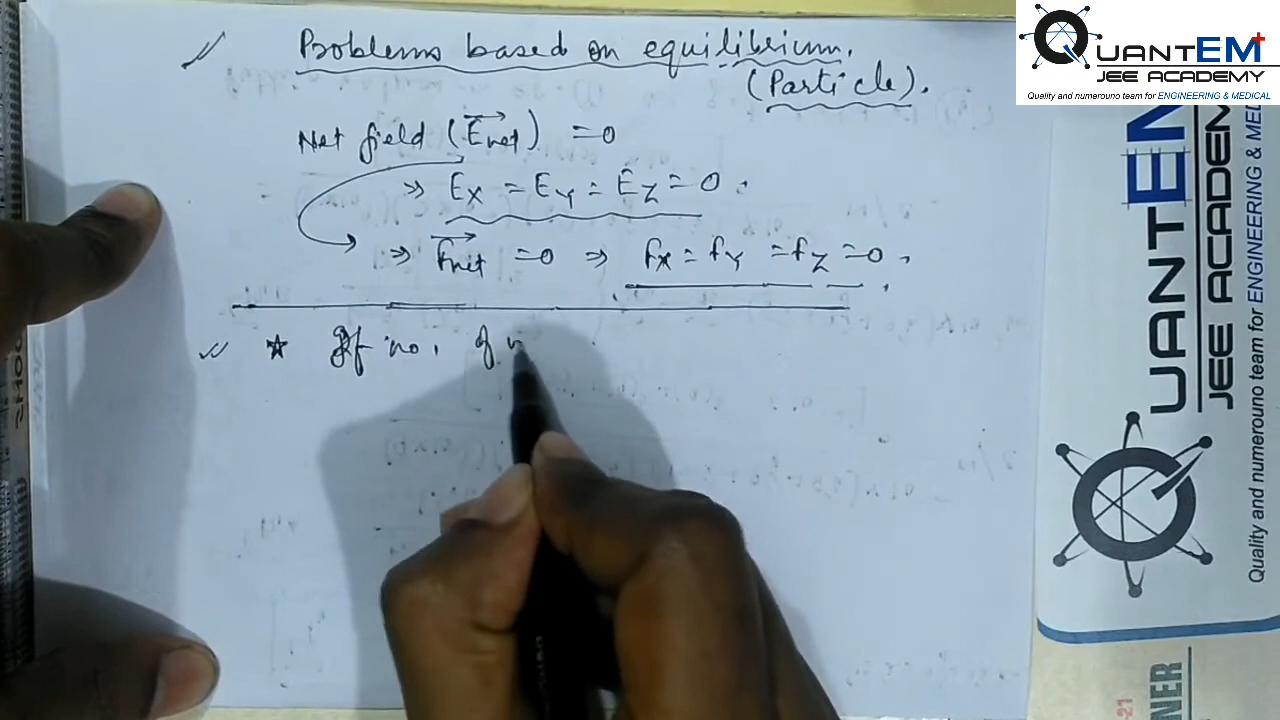 Problems based on equilibrium.
(Particle).
Net field (E⃗net) = 0
⇒ EX = EY = EZ = 0.
⇒ F⃗net = 0 ⇒ FX = FY = FZ = 0.
☆ If no. of
QUANTEM+
JEE ACADEMY
Quality and numerouno team for ENGINEERING & MEDICAL
QUANTEM
JEE ACADEM
Quality and numerouno team for ENGINEERING & MED